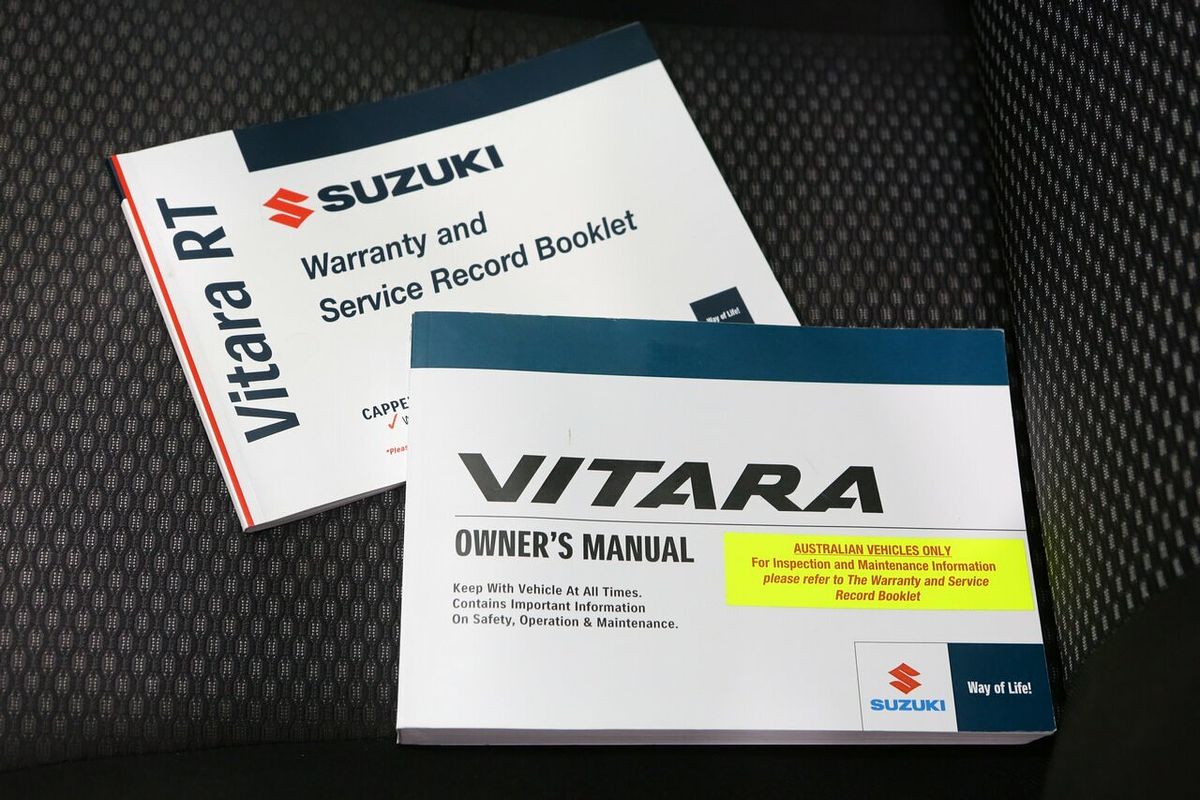 Vitara RT
SUZUKI
Warranty and
Service Record Booklet
Way of Life!
VITARA
OWNER'S MANUAL
Keep With Vehicle At All Times.
Contains Important Information
On Safety, Operation & Maintenance.
AUSTRALIAN VEHICLES ONLY
For Inspection and Maintenance Information
please refer to The Warranty and Service
Record Booklet
SUZUKI
Way of Life!